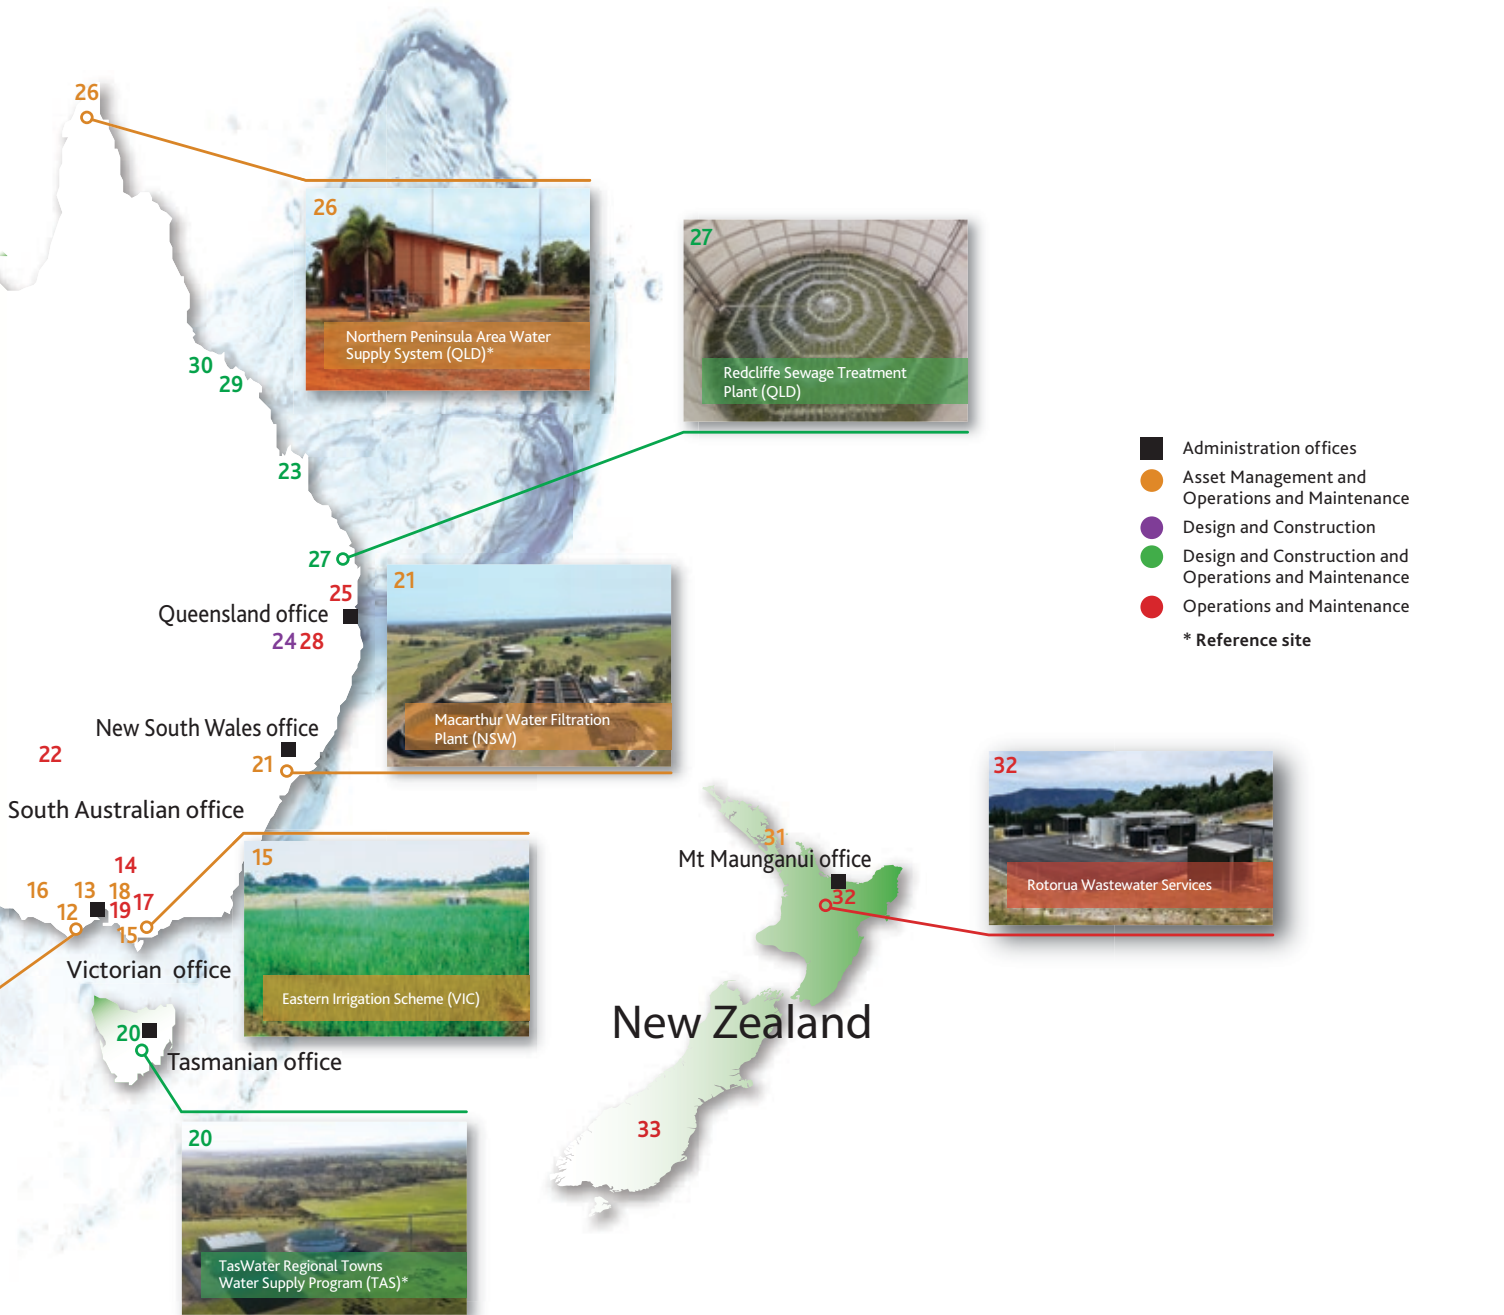 26
26
Northern Peninsula Area Water
Supply System (QLD)*
27
Redcliffe Sewage Treatment
Plant (QLD)
30
29
23
27
25
Queensland office
24 28
21
Macarthur Water Filtration
Plant (NSW)
Administration offices
Asset Management and
Operations and Maintenance
Design and Construction
Design and Construction and
Operations and Maintenance
Operations and Maintenance
* Reference site
New South Wales office
22
21
South Australian office
14
16
13
18
17
12
19
15
Victorian office
15
Eastern Irrigation Scheme (VIC)
20
Tasmanian office
20
TasWater Regional Towns
Water Supply Program (TAS)*
31
Mt Maunganui office
32
32
Rotorua Wastewater Services
New Zealand
33